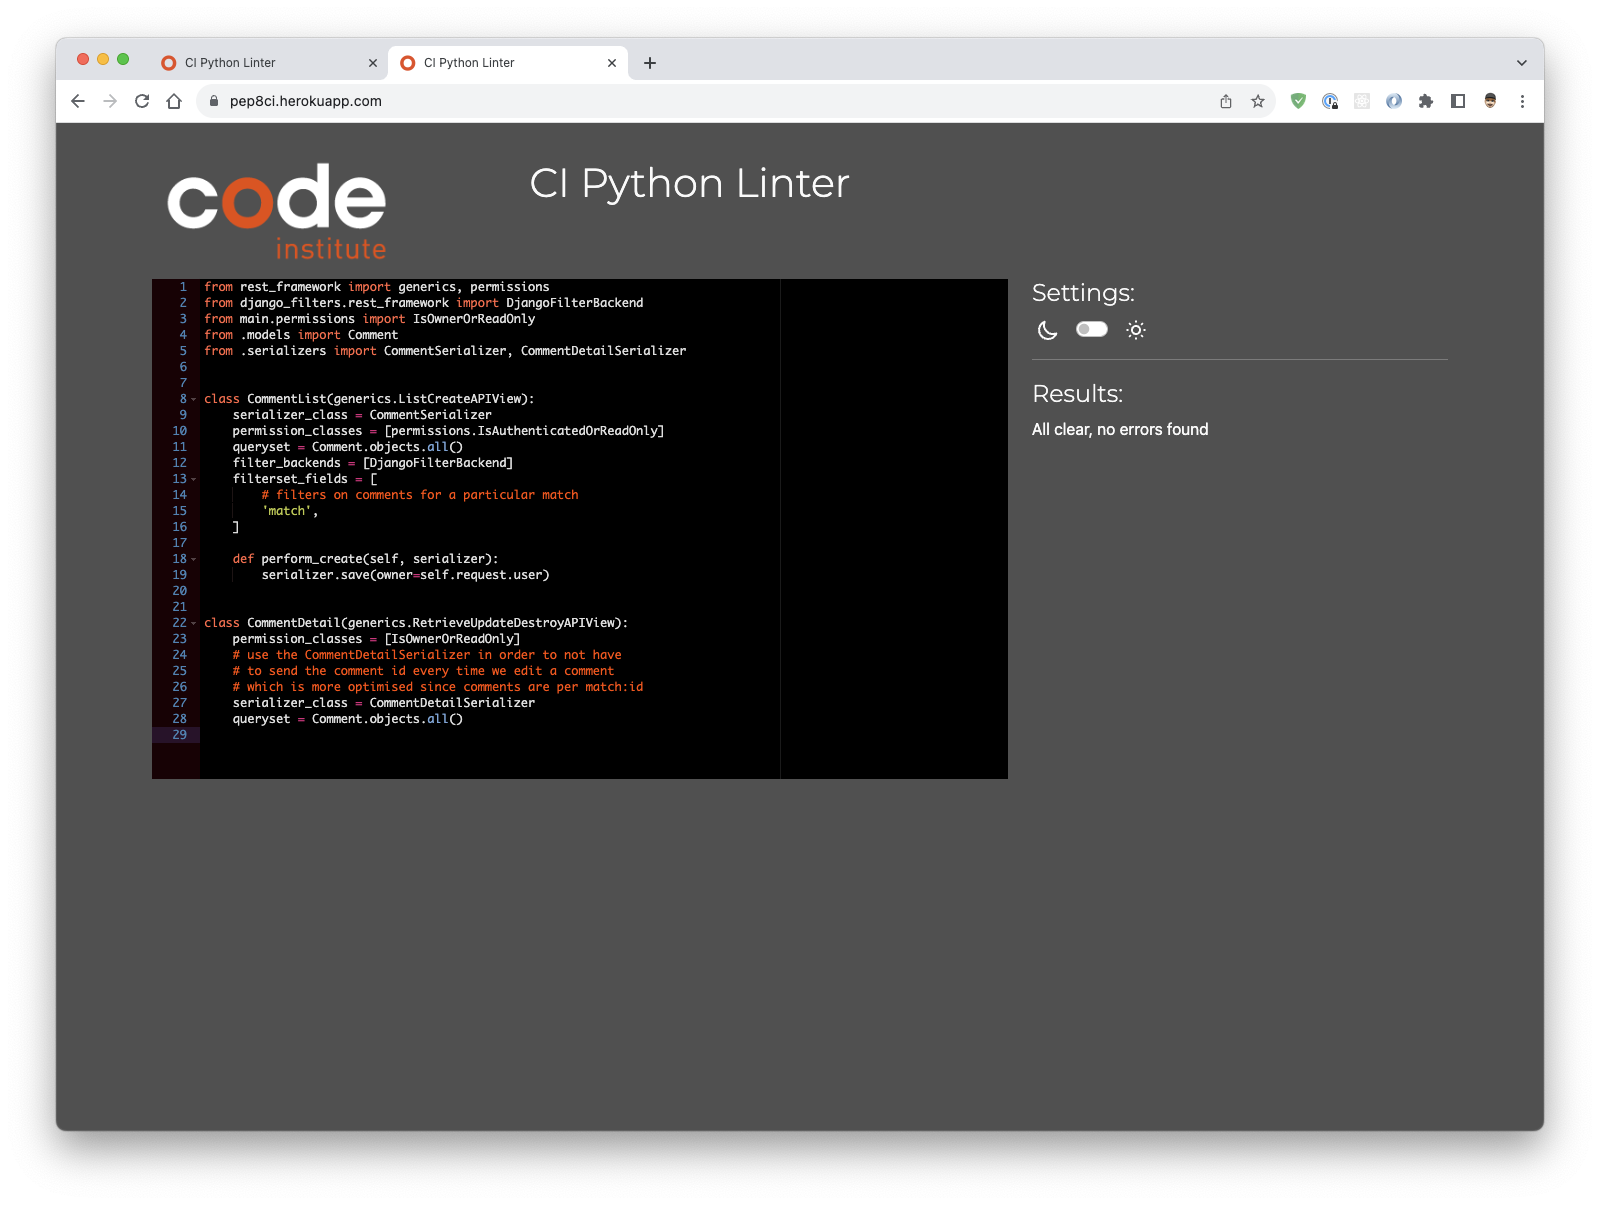 CI Python Linter
CI Python Linter
pep8ci.herokuapp.com
code
institute
CI Python Linter
1 from rest_framework import generics, permissions
2 from django_filters.rest_framework import DjangoFilterBackend
3 from main.permissions import IsOwnerOrReadOnly
4 from .models import Comment
5 from .serializers import CommentSerializer, CommentDetailSerializer
6
7
8 class CommentList(generics.ListCreateAPIView):
9     serializer_class = CommentSerializer
10     permission_classes = [permissions.IsAuthenticatedOrReadOnly]
11     queryset = Comment.objects.all()
12     filter_backends = [DjangoFilterBackend]
13     filterset_fields = [
14         # filters on comments for a particular match
15         'match',
16     ]
17
18     def perform_create(self, serializer):
19         serializer.save(owner=self.request.user)
20
21
22 class CommentDetail(generics.RetrieveUpdateDestroyAPIView):
23     permission_classes = [IsOwnerOrReadOnly]
24     # use the CommentDetailSerializer in order to not have
25     # to send the comment id every time we edit a comment
26     # which is more optimised since comments are per match:id
27     serializer_class = CommentDetailSerializer
28     queryset = Comment.objects.all()
29
Settings:
Results:
All clear, no errors found